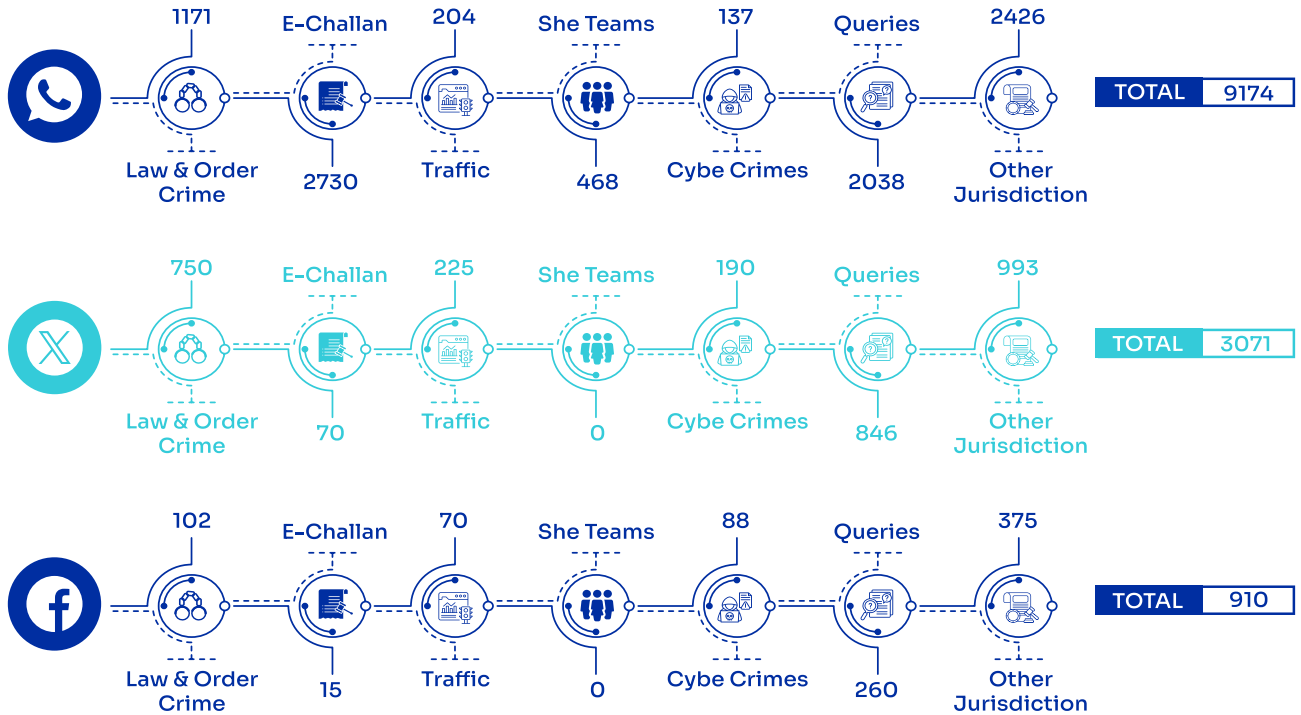 1171
E-Challan
204
She Teams
137
Queries
2426
TOTAL 9174
Law & Order
Crime
2730
Traffic
468
Cybe Crimes
2038
Other
Jurisdiction
750
E-Challan
225
She Teams
190
Queries
993
TOTAL 3071
Law & Order
Crime
70
Traffic
0
Cybe Crimes
846
Other
Jurisdiction
102
E-Challan
70
She Teams
88
Queries
375
TOTAL 910
Law & Order
Crime
15
Traffic
0
Cybe Crimes
260
Other
Jurisdiction